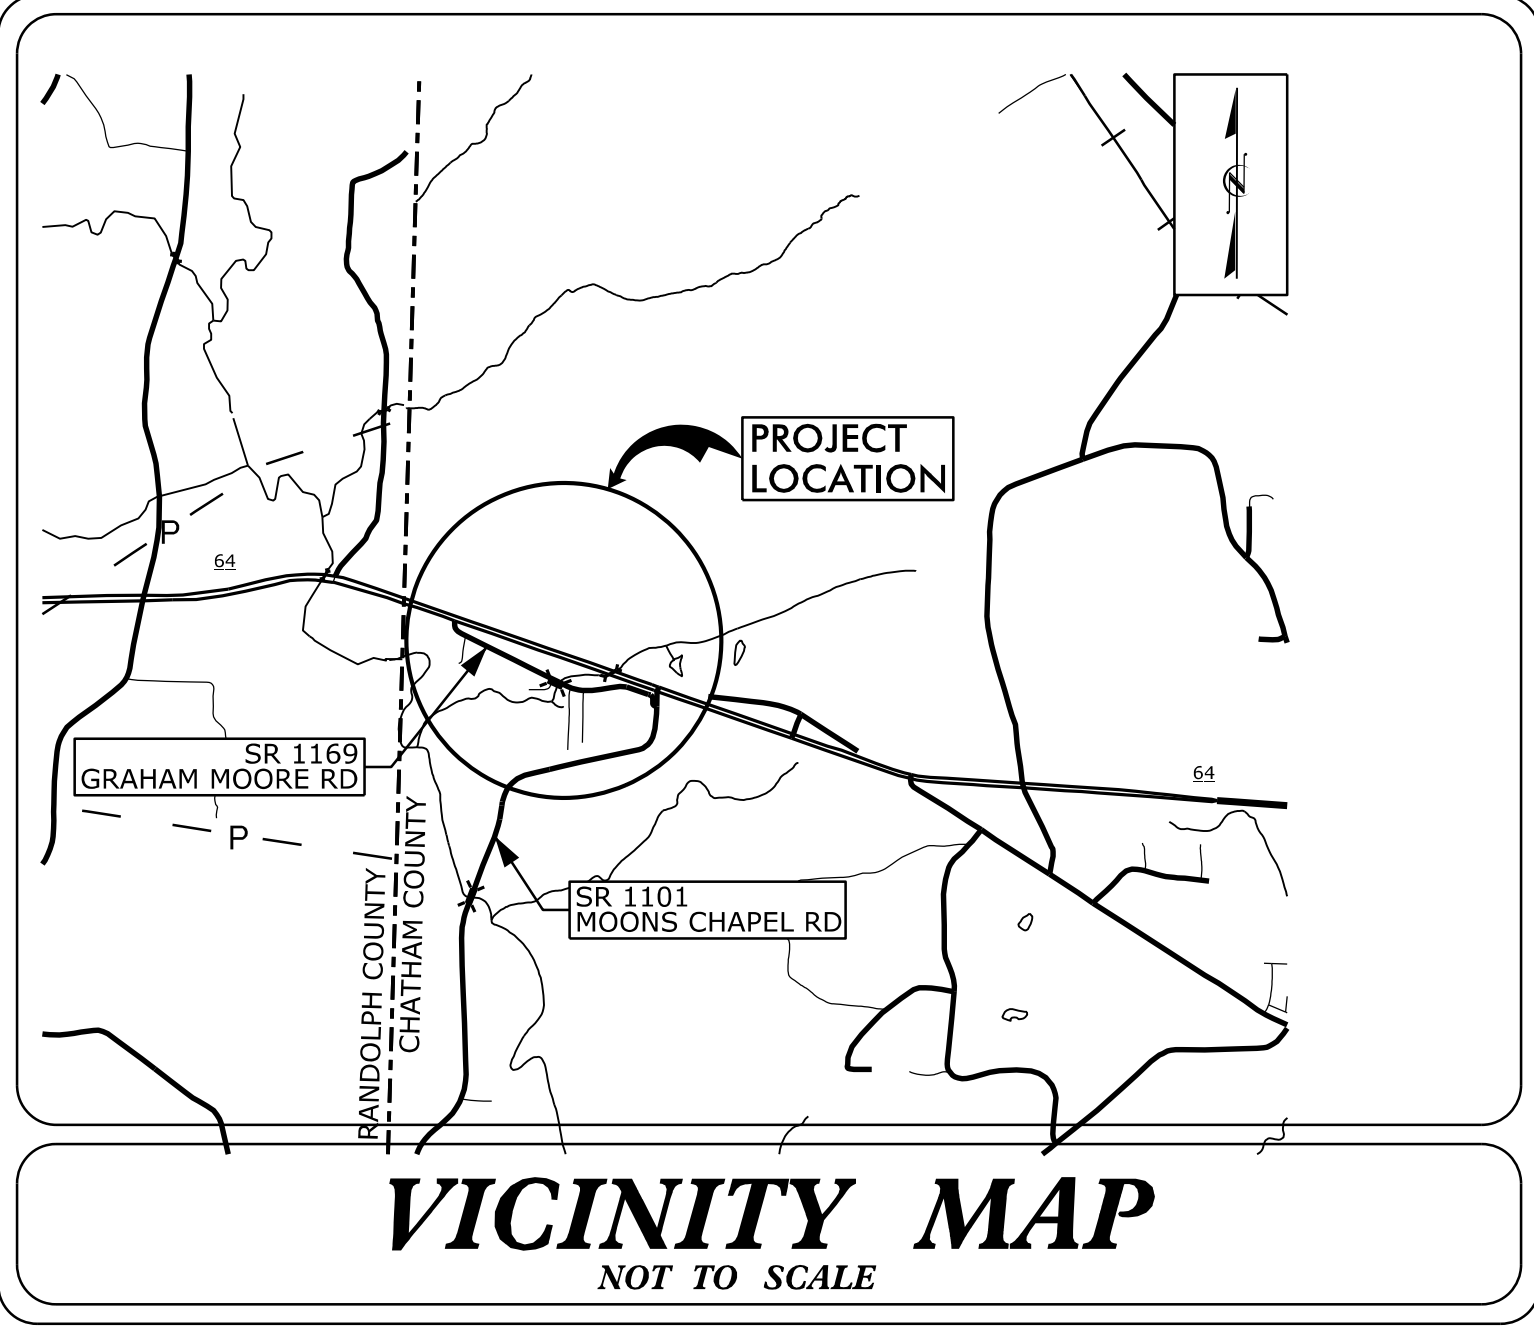 N
PROJECT
LOCATION
P
64
SR 1169
GRAHAM MOORE RD
64
P
RANDOLPH COUNTY
CHATHAM COUNTY
SR 1101
MOONS CHAPEL RD
VICINITY MAP
NOT TO SCALE